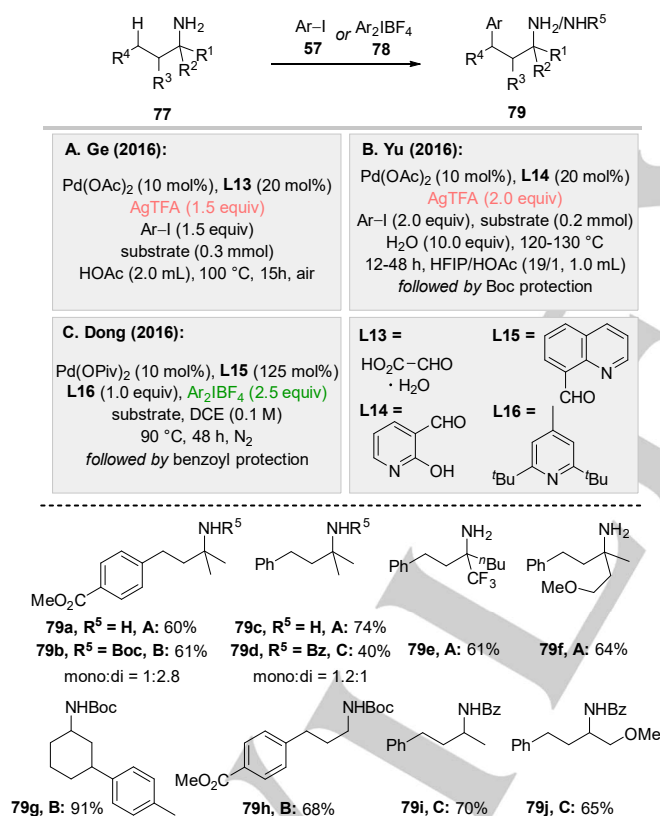 H NH₂
R⁴ R³ R² R¹
77
Ar–I or Ar₂IBF₄
57 78
Ar NH₂/NHR⁵
R⁴ R³ R² R¹
79
A. Ge (2016):
Pd(OAc)₂ (10 mol%), L13 (20 mol%)
AgTFA (1.5 equiv)
Ar–I (1.5 equiv)
substrate (0.3 mmol)
HOAc (2.0 mL), 100 °C, 15h, air
B. Yu (2016):
Pd(OAc)₂ (10 mol%), L14 (20 mol%)
AgTFA (2.0 equiv)
Ar-I (2.0 equiv), substrate (0.2 mmol)
H₂O (10.0 equiv), 120-130 °C
12-48 h, HFIP/HOAc (19/1, 1.0 mL)
followed by Boc protection
C. Dong (2016):
Pd(OPiv)₂ (10 mol%), L15 (125 mol%)
L16 (1.0 equiv), Ar₂IBF₄ (2.5 equiv)
substrate, DCE (0.1 M)
90 °C, 48 h, N₂
followed by benzoyl protection
L13 =
HO₂C–CHO
· H₂O
L14 =
CHO
N OH
L15 =
N
CHO
L16 =
ᵗBu N ᵗBu
NHR⁵
MeO₂C
79a, R⁵ = H, A: 60%
79b, R⁵ = Boc, B: 61%
mono:di = 1:2.8
NHR⁵
Ph
79c, R⁵ = H, A: 74%
79d, R⁵ = Bz, C: 40%
mono:di = 1.2:1
NH₂
Ph nBu
CF₃
79e, A: 61%
NH₂
Ph
MeO
79f, A: 64%
NHBoc
79g, B: 91%
NHBoc
MeO₂C
79h, B: 68%
NHBz
Ph
79i, C: 70%
NHBz
Ph OMe
79j, C: 65%